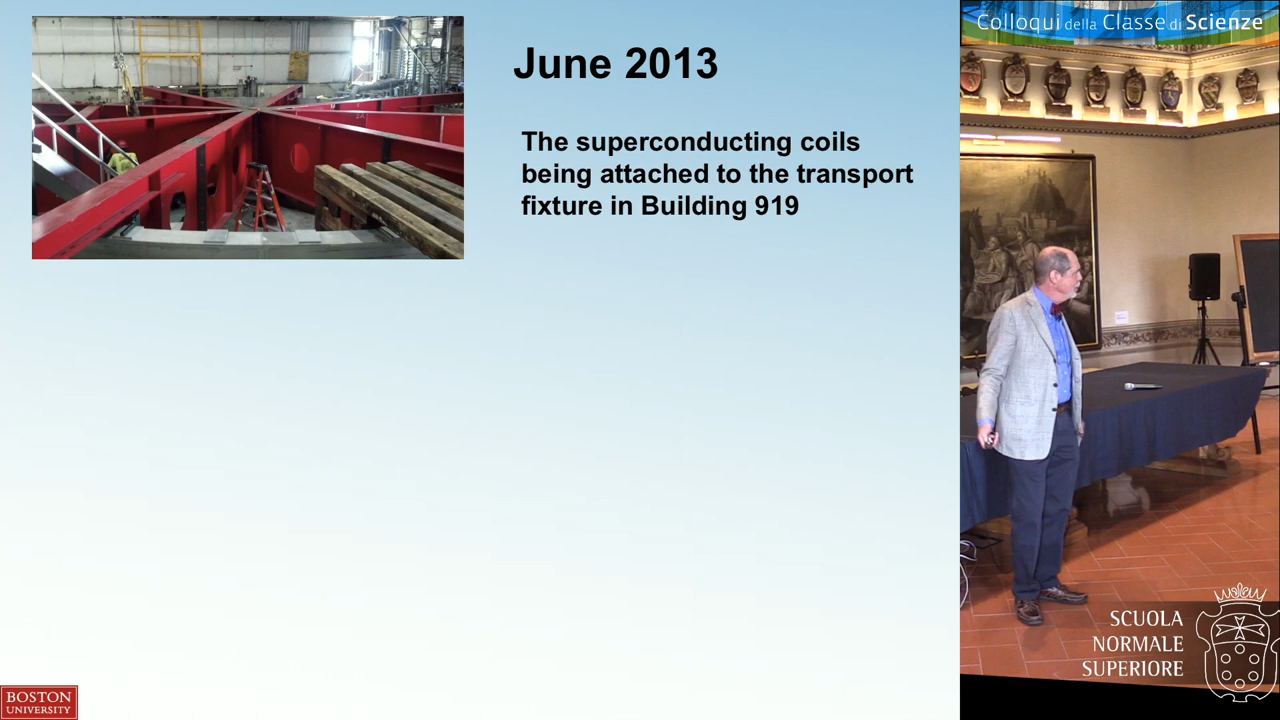 June 2013
The superconducting coils
being attached to the transport
fixture in Building 919
BOSTON
UNIVERSITY
Colloqui della Classe di Scienze
SCUOLA
NORMALE
SUPERIORE